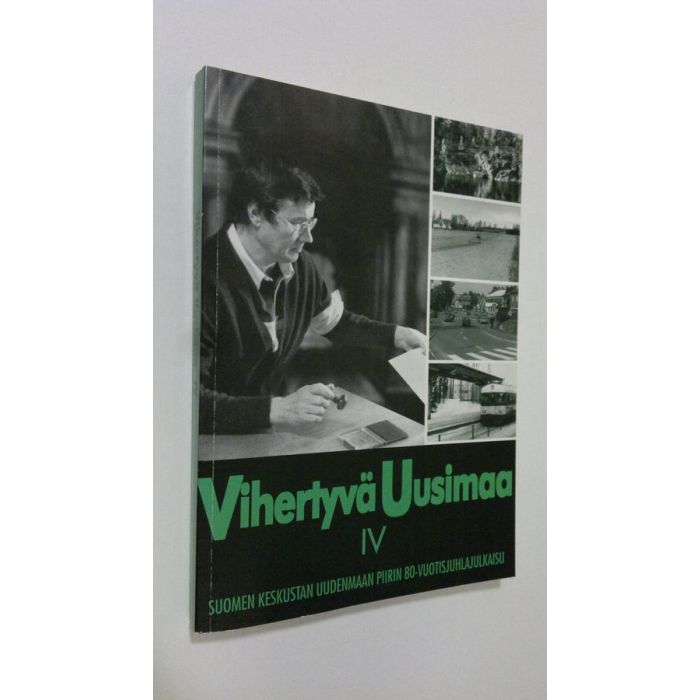 Vihertyvä Uusimaa
IV
SUOMEN KESKUSTAN UUDENMAAN PIIRIN 80-VUOTISJUHLAJULKAISU